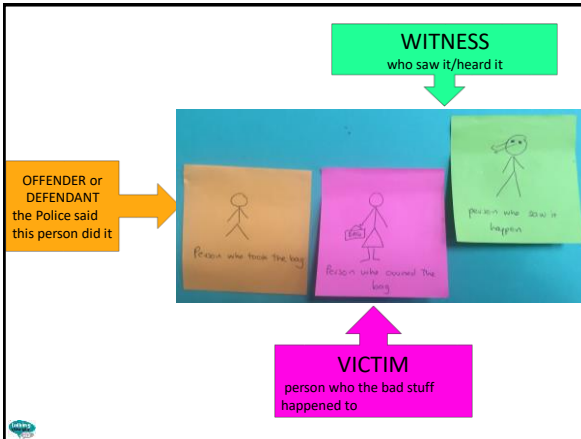 WITNESS
who saw it/heard it
OFFENDER or
DEFENDANT
the Police said
this person did it
Person who took the bag
BAG
Person who owned the
bag
person who saw it
happen
VICTIM
person who the bad stuff
happened to